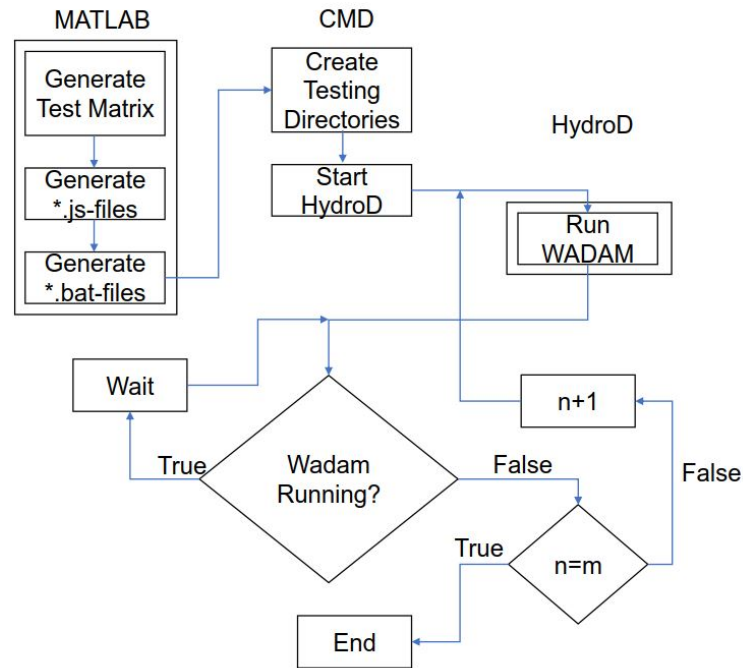 MATLAB
CMD
Generate
Test Matrix
Create
Testing
Directories
HydroD
Generate
*.js-files
Start
HydroD
Run
WADAM
Generate
*.bat-files
Wait
n+1
True
Wadam
Running?
False
False
True
n=m
End